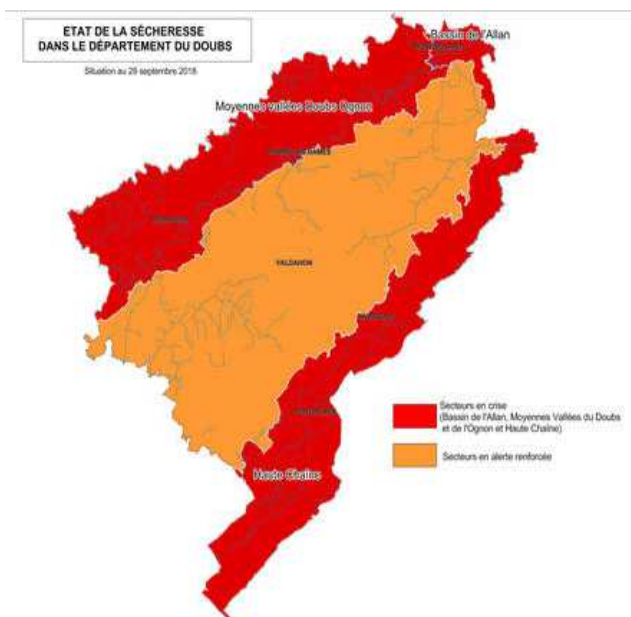 ETAT DE LA SÉCHERESSE
DANS LE DÉPARTEMENT DU DOUBS
Situation au 28 septembre 2018
Bassin de l'Allan
Moyennes vallées Doubs Ognon
VALDAHON
Haute Chaîne
Secteurs en crise
(Bassin de l'Allan, Moyennes Vallées du Doubs
et de l'Ognon et Haute Chaîne)
Secteurs en alerte renforcée